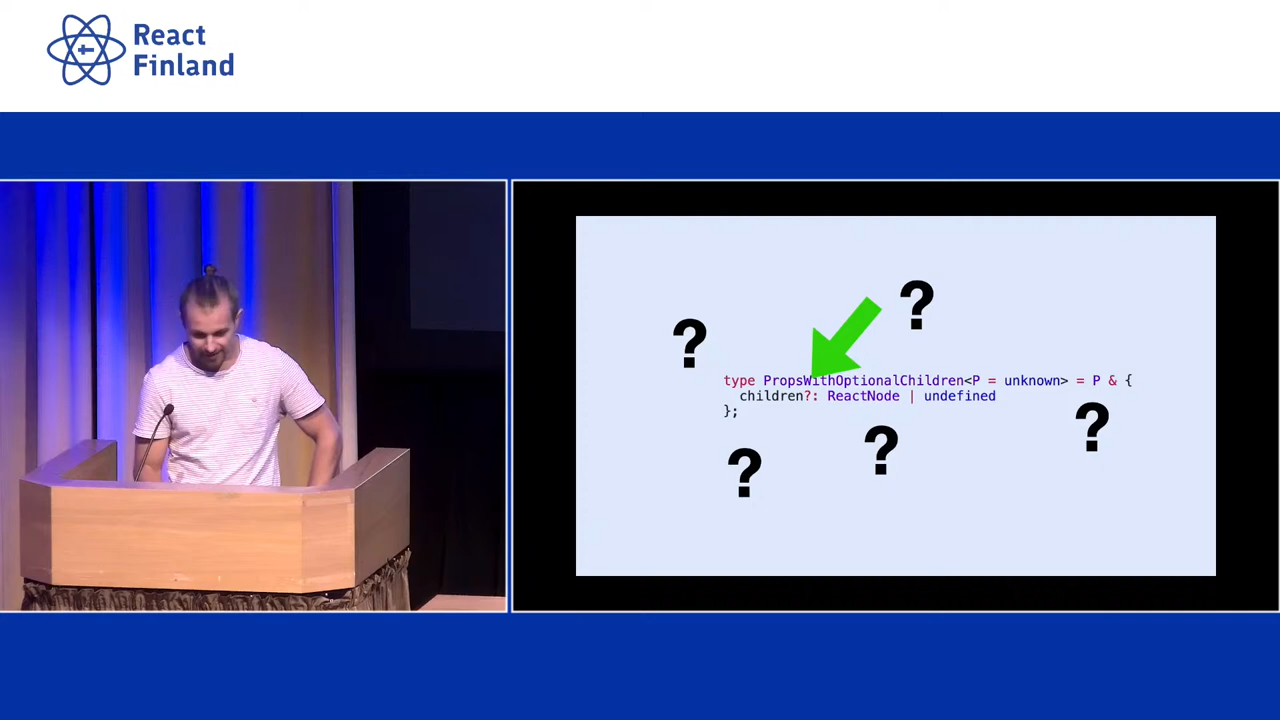 React
Finland
?
?
type PropsWithOptionalChildren<P = unknown> = P & {
children?: ReactNode | undefined
};
?
?
?